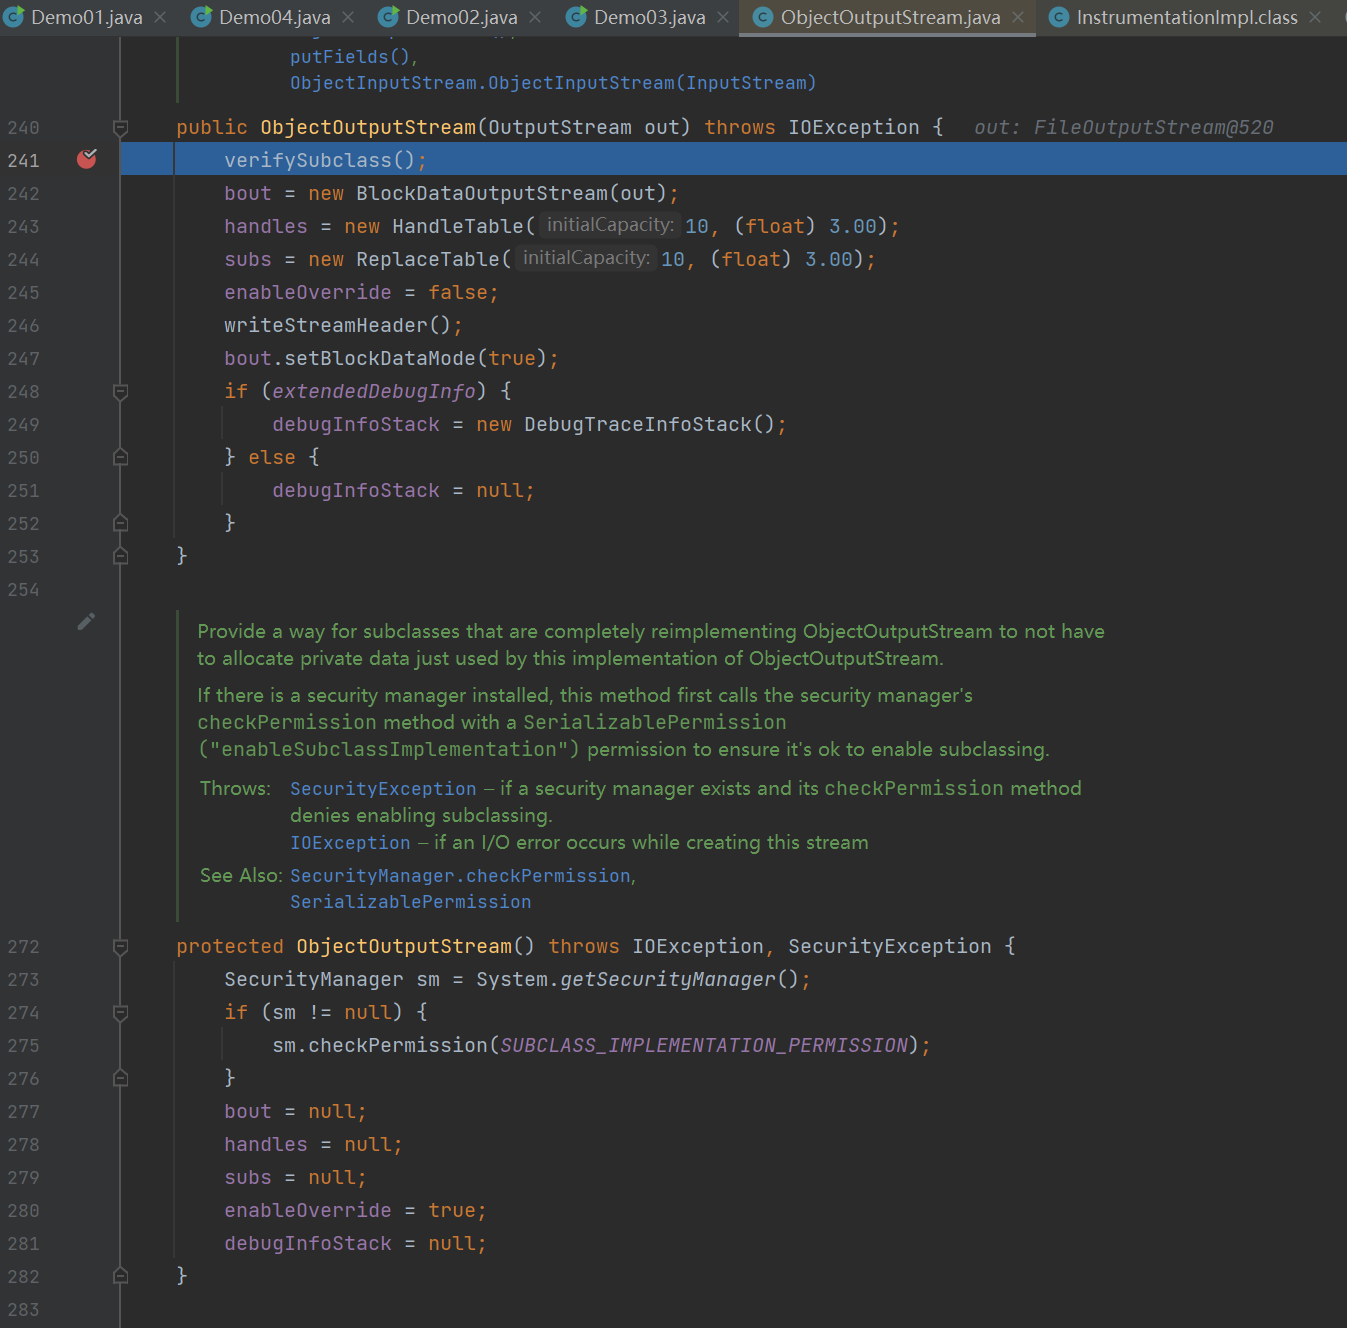 Demo01.java Demo04.java Demo02.java Demo03.java ObjectOutputStream.java InstrumentationImpl.class
putFields(),
ObjectInputStream.ObjectInputStream(InputStream)
240 public ObjectOutputStream(OutputStream out) throws IOException { out: FileOutputStream@520
241 verifySubclass();
242 bout = new BlockDataOutputStream(out);
243 handles = new HandleTable( initialCapacity: 10, (float) 3.00);
244 subs = new ReplaceTable( initialCapacity: 10, (float) 3.00);
245 enableOverride = false;
246 writeStreamHeader();
247 bout.setBlockDataMode(true);
248 if (extendedDebugInfo) {
249 debugInfoStack = new DebugTraceInfoStack();
250 } else {
251 debugInfoStack = null;
252 }
253 }
254
Provide a way for subclasses that are completely reimplementing ObjectOutputStream to not have
to allocate private data just used by this implementation of ObjectOutputStream.
If there is a security manager installed, this method first calls the security manager's
checkPermission method with a SerializablePermission
("enableSubclassImplementation") permission to ensure it's ok to enable subclassing.
Throws: SecurityException – if a security manager exists and its checkPermission method
denies enabling subclassing.
IOException – if an I/O error occurs while creating this stream
See Also: SecurityManager.checkPermission,
SerializablePermission
272 protected ObjectOutputStream() throws IOException, SecurityException {
273 SecurityManager sm = System.getSecurityManager();
274 if (sm != null) {
275 sm.checkPermission(SUBCLASS_IMPLEMENTATION_PERMISSION);
276 }
277 bout = null;
278 handles = null;
279 subs = null;
280 enableOverride = true;
281 debugInfoStack = null;
282 }
283